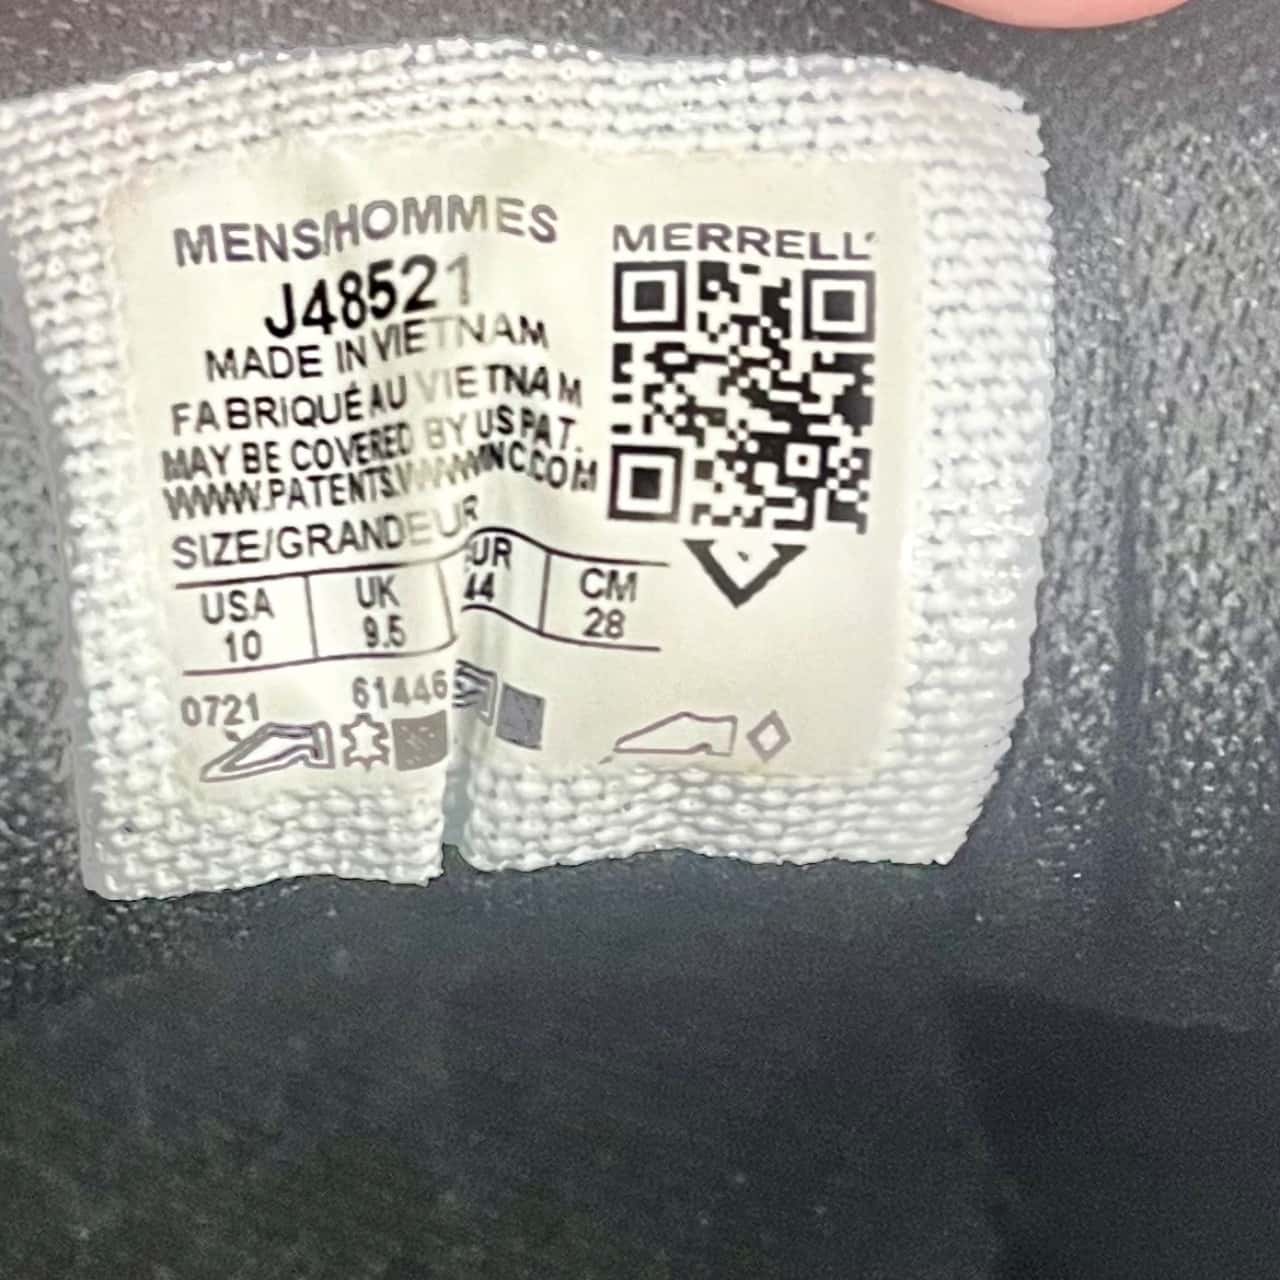 MENS/HOMMES
J48521
MADE IN VIETNAM
FABRIQUÉ AU VIETNAM
MAY BE COVERED BY US PAT.
WWW.PATENTS.WWWINC.COM
SIZE/GRANDEUR
USA UK EUR CM
10 9.5 44 28
0721 61446
MERRELL